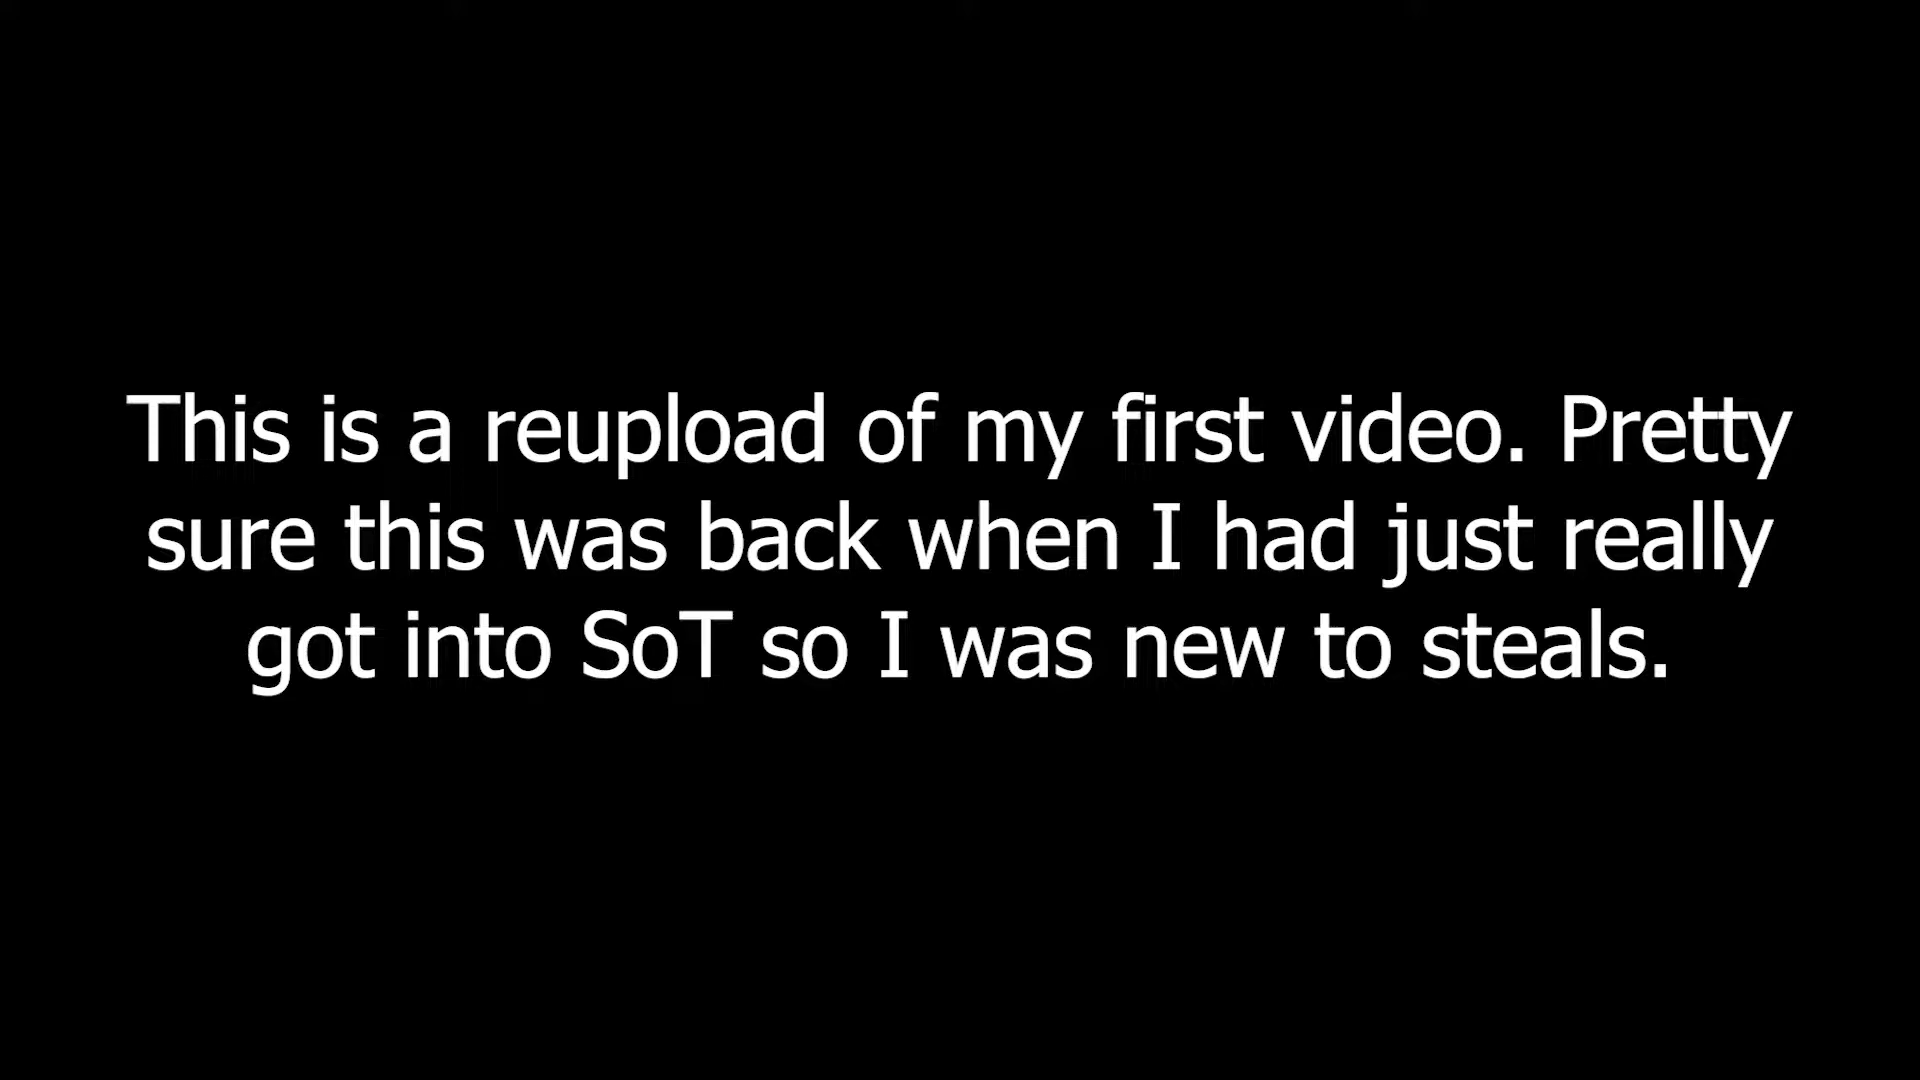 This is a reupload of my first video. Pretty
sure this was back when I had just really
got into SoT so I was new to steals.